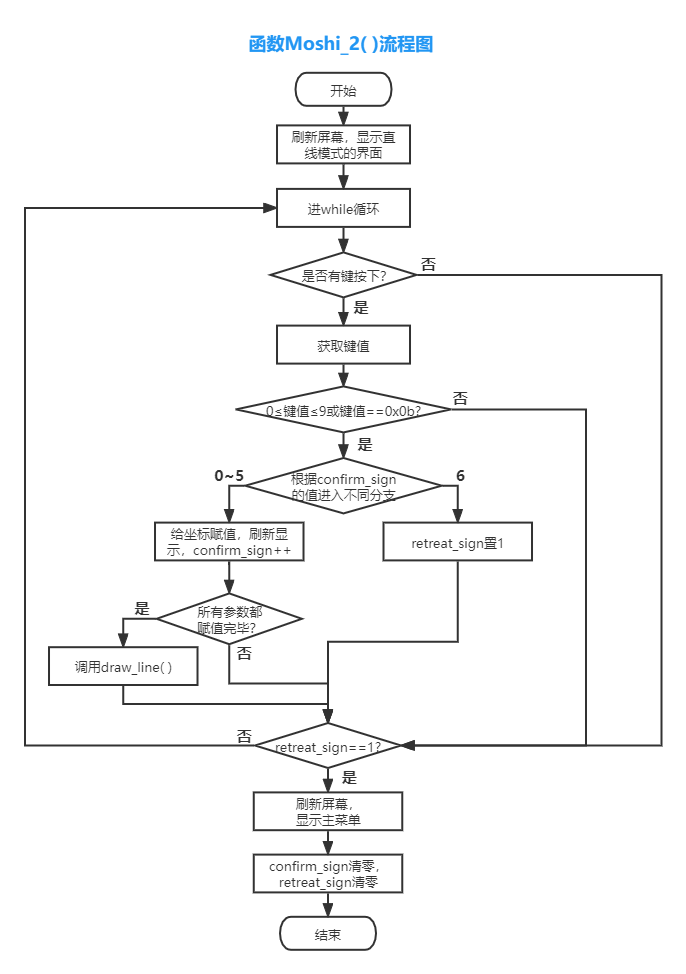 函数Moshi_2( )流程图
开始
刷新屏幕，显示直
线模式的界面
进while循环
是否有键按下？
否
是
获取键值
0≤键值≤9或键值==0x0b？
否
是
根据confirm_sign
的值进入不同分支
0~5
6
给坐标赋值，刷新显
示，confirm_sign++
retreat_sign置1
所有参数都
赋值完毕？
是
否
调用draw_line( )
retreat_sign==1？
否
是
刷新屏幕，
显示主菜单
confirm_sign清零，
retreat_sign清零
结束